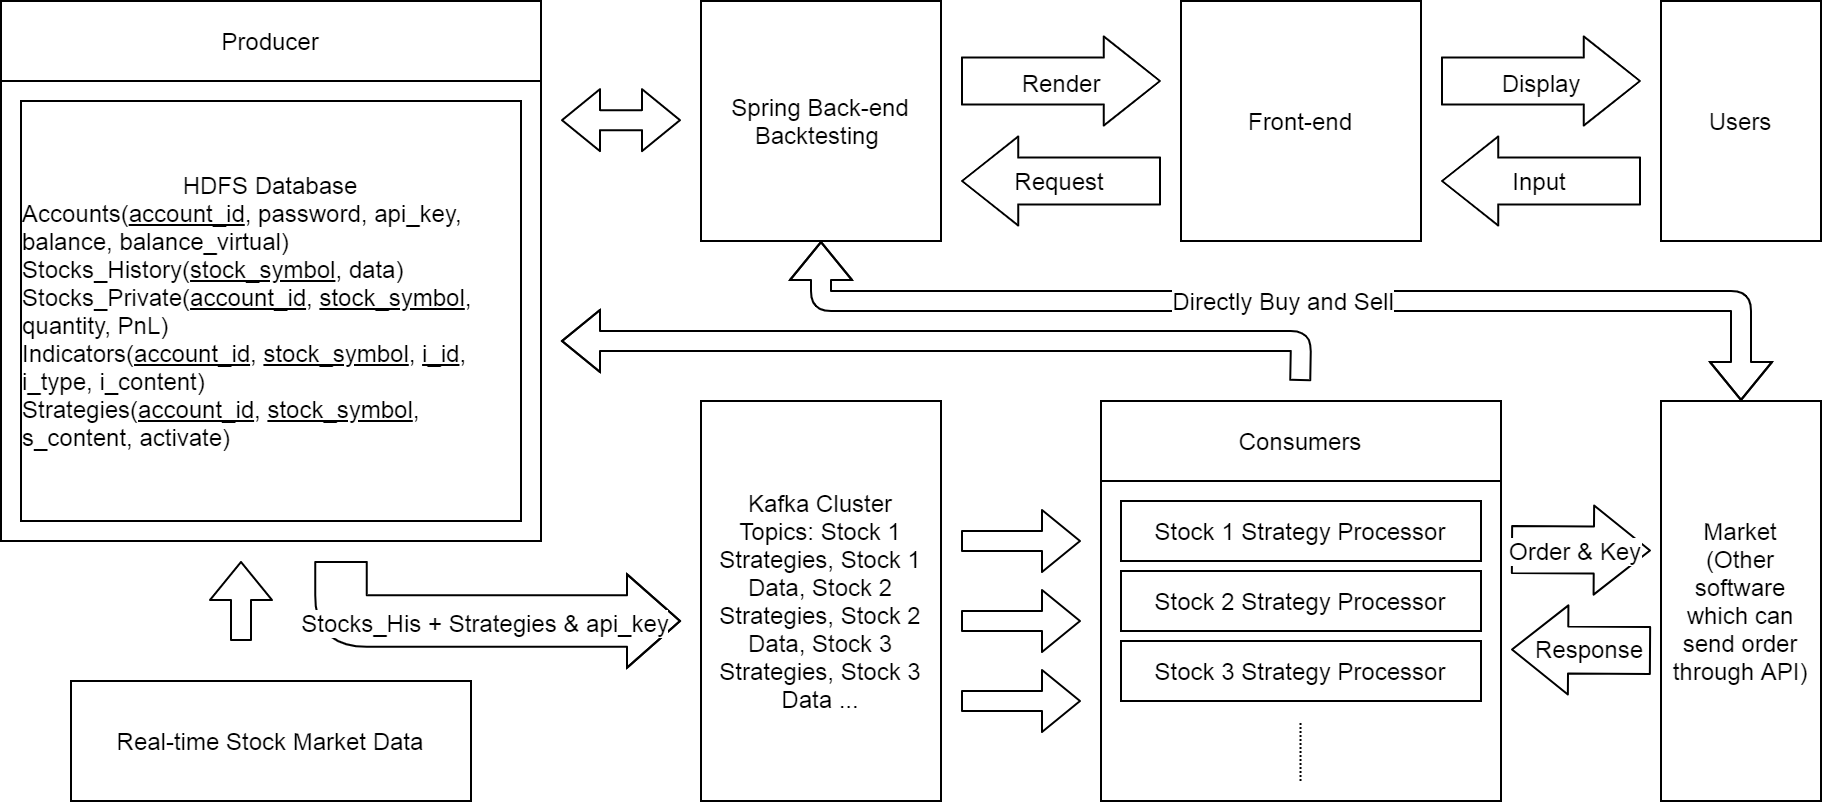 Producer
HDFS Database
Accounts(account_id, password, api_key,
balance, balance_virtual)
Stocks_History(stock_symbol, data)
Stocks_Private(account_id, stock_symbol,
quantity, PnL)
Indicators(account_id, stock_symbol, i_id,
i_type, i_content)
Strategies(account_id, stock_symbol,
s_content, activate)
Spring Back-end
Backtesting
Render
Request
Front-end
Display
Input
Users
Directly Buy and Sell
Stocks_His + Strategies & api_key
Real-time Stock Market Data
Kafka Cluster
Topics: Stock 1
Strategies, Stock 1
Data, Stock 2
Strategies, Stock 2
Data, Stock 3
Strategies, Stock 3
Data ...
Consumers
Stock 1 Strategy Processor
Stock 2 Strategy Processor
Stock 3 Strategy Processor
Order & Key
Response
Market
(Other
software
which can
send order
through API)